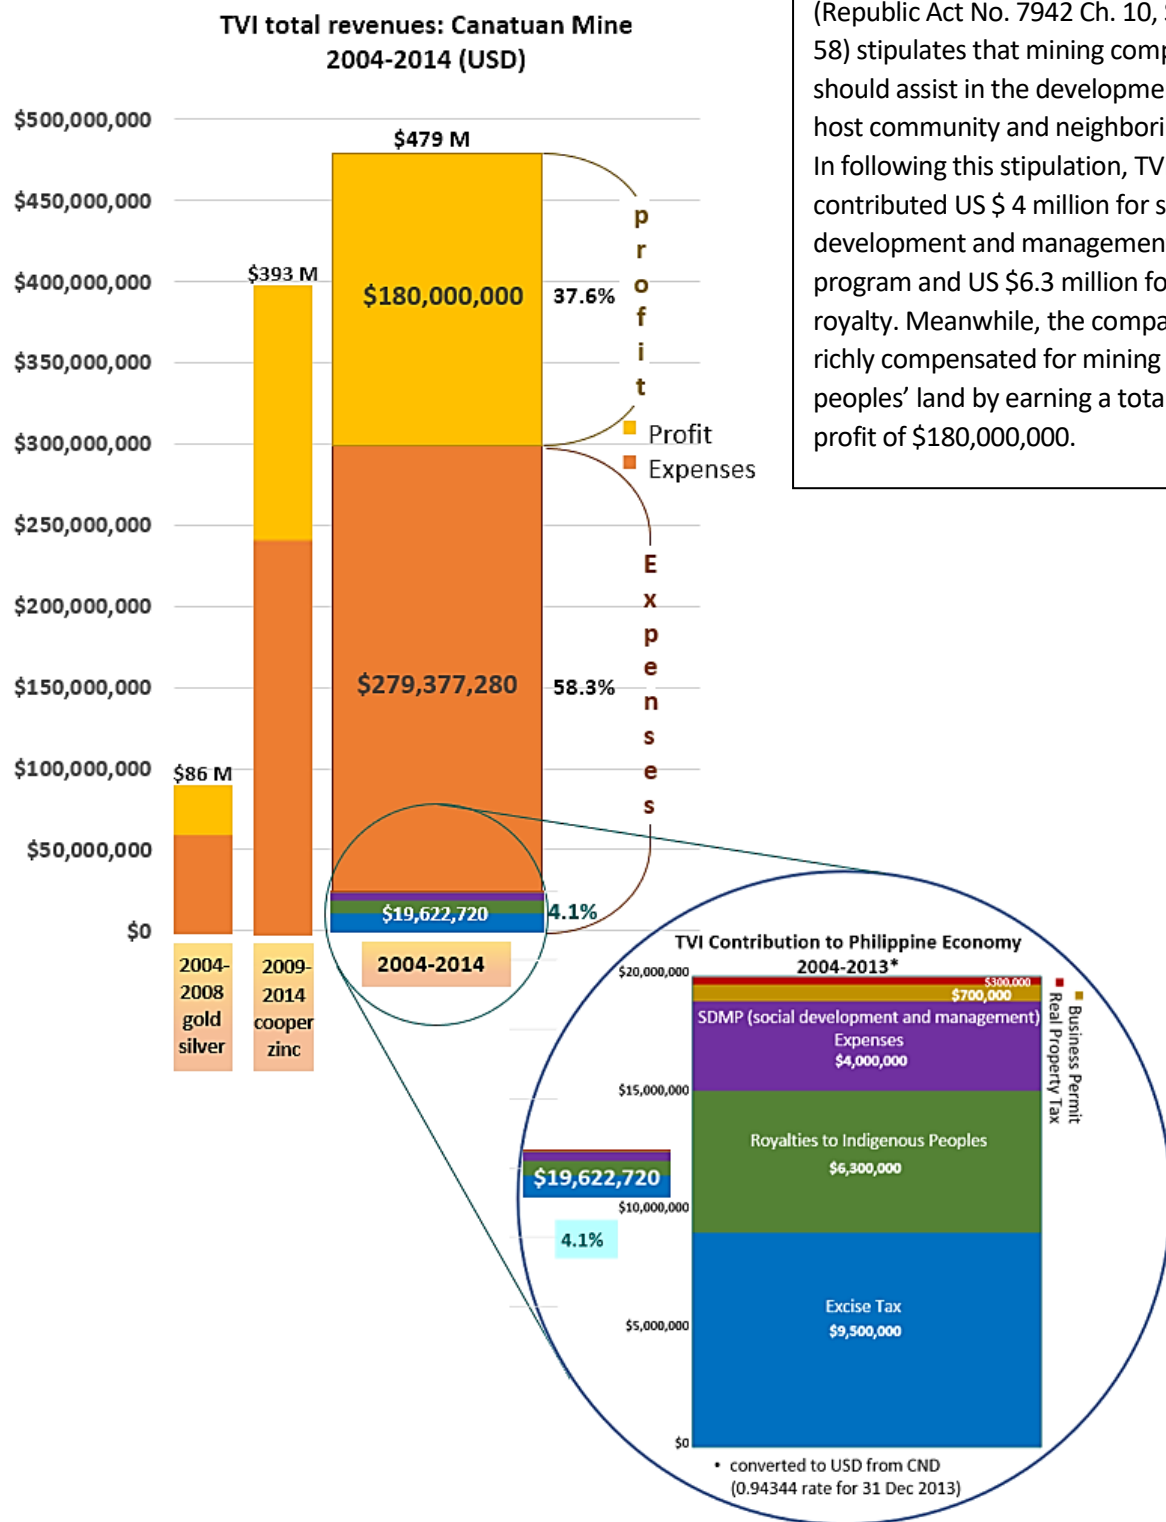 TVI total revenues: Canatuan Mine
2004-2014 (USD)
$500,000,000
$450,000,000
$400,000,000
$350,000,000
$300,000,000
$250,000,000
$200,000,000
$150,000,000
$100,000,000
$50,000,000
$0
$86 M
$393 M
$479 M
$180,000,000
37.6%
profit
Profit
Expenses
$279,377,280
58.3%
Expenses
$19,622,720
4.1%
2004-
2008
gold
silver
2009-
2014
cooper
zinc
2004-2014
(Republic Act No. 7942 Ch. 10,
58) stipulates that mining
should assist in the
host community and
In following this stipulation,
contributed US $ 4 million for
development and
program and US $6.3 million
royalty. Meanwhile, the
richly compensated for mining
peoples’ land by earning a
profit of $180,000,000.
TVI Contribution to Philippine Economy
2004-2013*
$20,000,000
$15,000,000
$10,000,000
$5,000,000
$0
$300,000
$700,000
SDMP (social development and management)
Expenses
$4,000,000
Royalties to Indigenous Peoples
$6,300,000
Excise Tax
$9,500,000
Business Permit
Real Property Tax
$19,622,720
4.1%
• converted to USD from CND
(0.94344 rate for 31 Dec 2013)